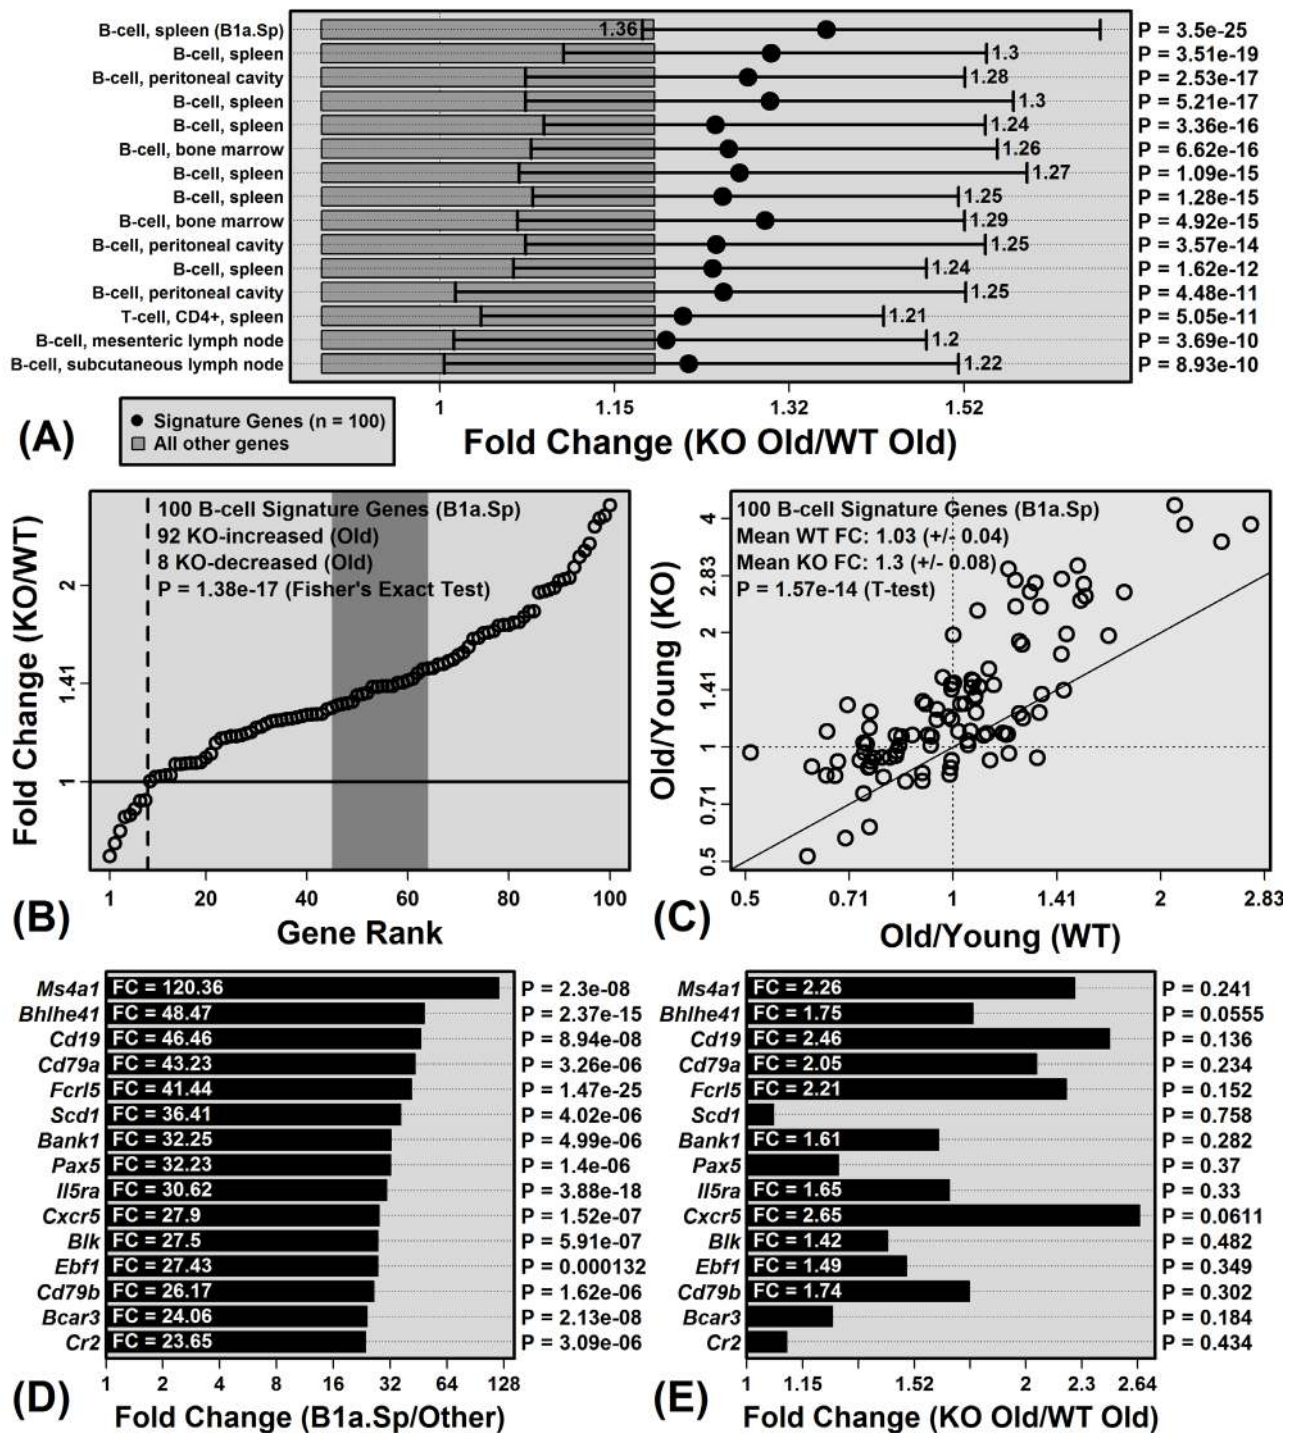 B-cell, spleen (B1a.Sp) 1.36 P = 3.5e-25
B-cell, spleen 1.3 P = 3.51e-19
B-cell, peritoneal cavity 1.28 P = 2.53e-17
B-cell, spleen 1.3 P = 5.21e-17
B-cell, spleen 1.24 P = 3.36e-16
B-cell, bone marrow 1.26 P = 6.62e-16
B-cell, spleen 1.27 P = 1.09e-15
B-cell, spleen 1.25 P = 1.28e-15
B-cell, bone marrow 1.29 P = 4.92e-15
B-cell, peritoneal cavity 1.25 P = 3.57e-14
B-cell, spleen 1.24 P = 1.62e-12
B-cell, peritoneal cavity 1.25 P = 4.48e-11
T-cell, CD4+, spleen 1.21 P = 5.05e-11
B-cell, mesenteric lymph node 1.2 P = 3.69e-10
B-cell, subcutaneous lymph node 1.22 P = 8.93e-10
1 1.15 1.32 1.52
Fold Change (KO Old/WT Old)
(A)
Signature Genes (n = 100)
All other genes
100 B-cell Signature Genes (B1a.Sp)
92 KO-increased (Old)
8 KO-decreased (Old)
P = 1.38e-17 (Fisher's Exact Test)
Fold Change (KO/WT)
2
1.41
1
1 20 40 60 80 100
(B)
Gene Rank
100 B-cell Signature Genes (B1a.Sp)
Mean WT FC: 1.03 (+/- 0.04)
Mean KO FC: 1.3 (+/- 0.08)
P = 1.57e-14 (T-test)
Old/Young (KO)
4
2.83
2
1.41
1
0.71
0.5
0.5 0.71 1 1.41 2 2.83
(C)
Old/Young (WT)
Ms4a1 FC = 120.36 P = 2.3e-08
Bhlhe41 FC = 48.47 P = 2.37e-15
Cd19 FC = 46.46 P = 8.94e-08
Cd79a FC = 43.23 P = 3.26e-06
Fcrl5 FC = 41.44 P = 1.47e-25
Scd1 FC = 36.41 P = 4.02e-06
Bank1 FC = 32.25 P = 4.99e-06
Pax5 FC = 32.23 P = 1.4e-06
Il5ra FC = 30.62 P = 3.88e-18
Cxcr5 FC = 27.9 P = 1.52e-07
Blk FC = 27.5 P = 5.91e-07
Ebf1 FC = 27.43 P = 0.000132
Cd79b FC = 26.17 P = 1.62e-06
Bcar3 FC = 24.06 P = 2.13e-08
Cr2 FC = 23.65 P = 3.09e-06
1 2 4 8 16 32 64 128
(D)
Fold Change (B1a.Sp/Other)
Ms4a1 FC = 2.26 P = 0.241
Bhlhe41 FC = 1.75 P = 0.0555
Cd19 FC = 2.46 P = 0.136
Cd79a FC = 2.05 P = 0.234
Fcrl5 FC = 2.21 P = 0.152
Scd1 P = 0.758
Bank1 FC = 1.61 P = 0.282
Pax5 P = 0.37
Il5ra FC = 1.65 P = 0.33
Cxcr5 FC = 2.65 P = 0.0611
Blk FC = 1.42 P = 0.482
Ebf1 FC = 1.49 P = 0.349
Cd79b FC = 1.74 P = 0.302
Bcar3 P = 0.184
Cr2 P = 0.434
1 1.15 1.52 2 2.3 2.64
(E)
Fold Change (KO Old/WT Old)